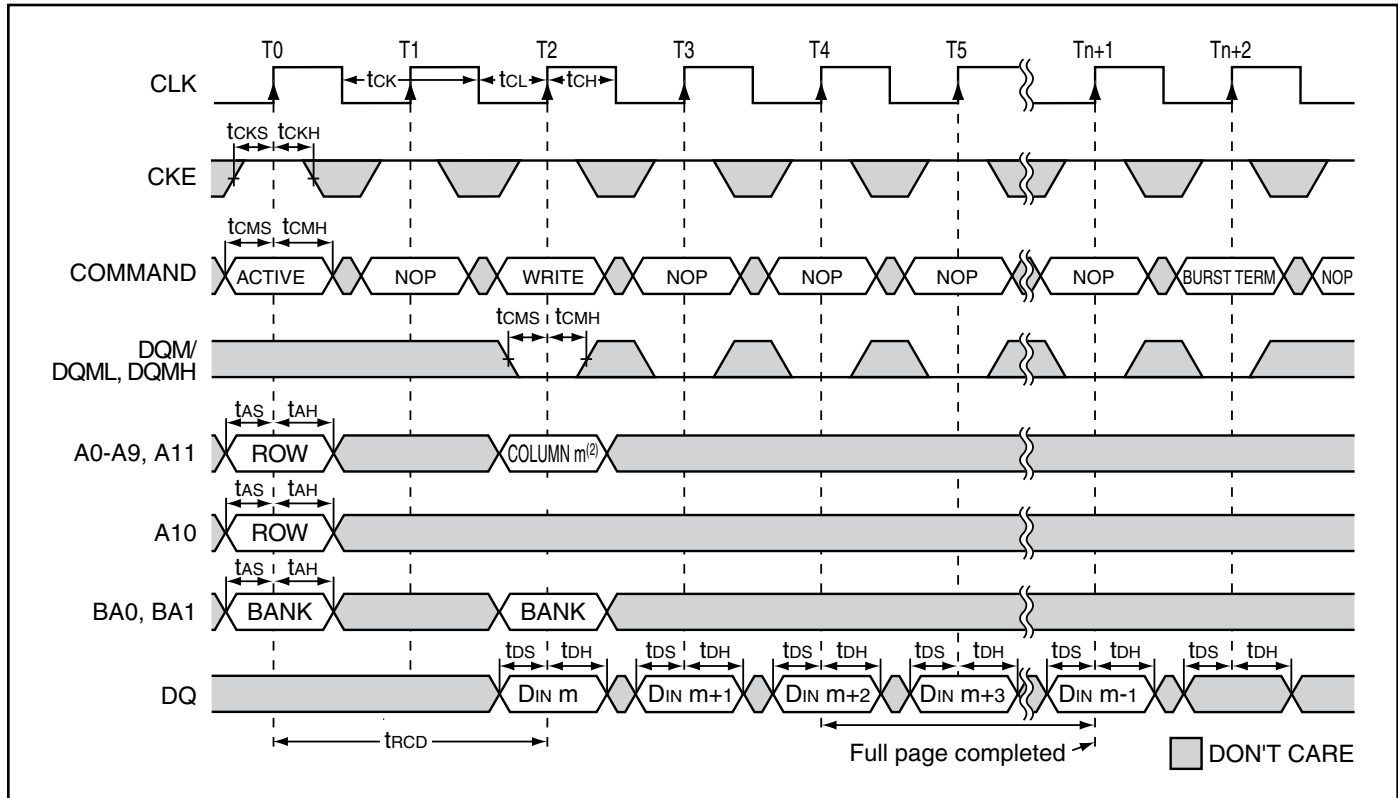 T0 T1 T2 T3 T4 T5 Tn+1 Tn+2
CLK tCK tCL tCH
tCKS tCKH
CKE
tCMS tCMH
COMMAND ACTIVE NOP WRITE NOP NOP NOP NOP BURST TERM NOP
tCMS tCMH
DQM/
DQML, DQMH
tAS tAH
A0-A9, A11 ROW COLUMN m(2)
tAS tAH
A10 ROW
tAS tAH
BA0, BA1 BANK BANK
tDS tDH tDS tDH tDS tDH tDS tDH tDS tDH tDS tDH
DQ DIN m DIN m+1 DIN m+2 DIN m+3 DIN m-1
tRCD
Full page completed
DON'T CARE